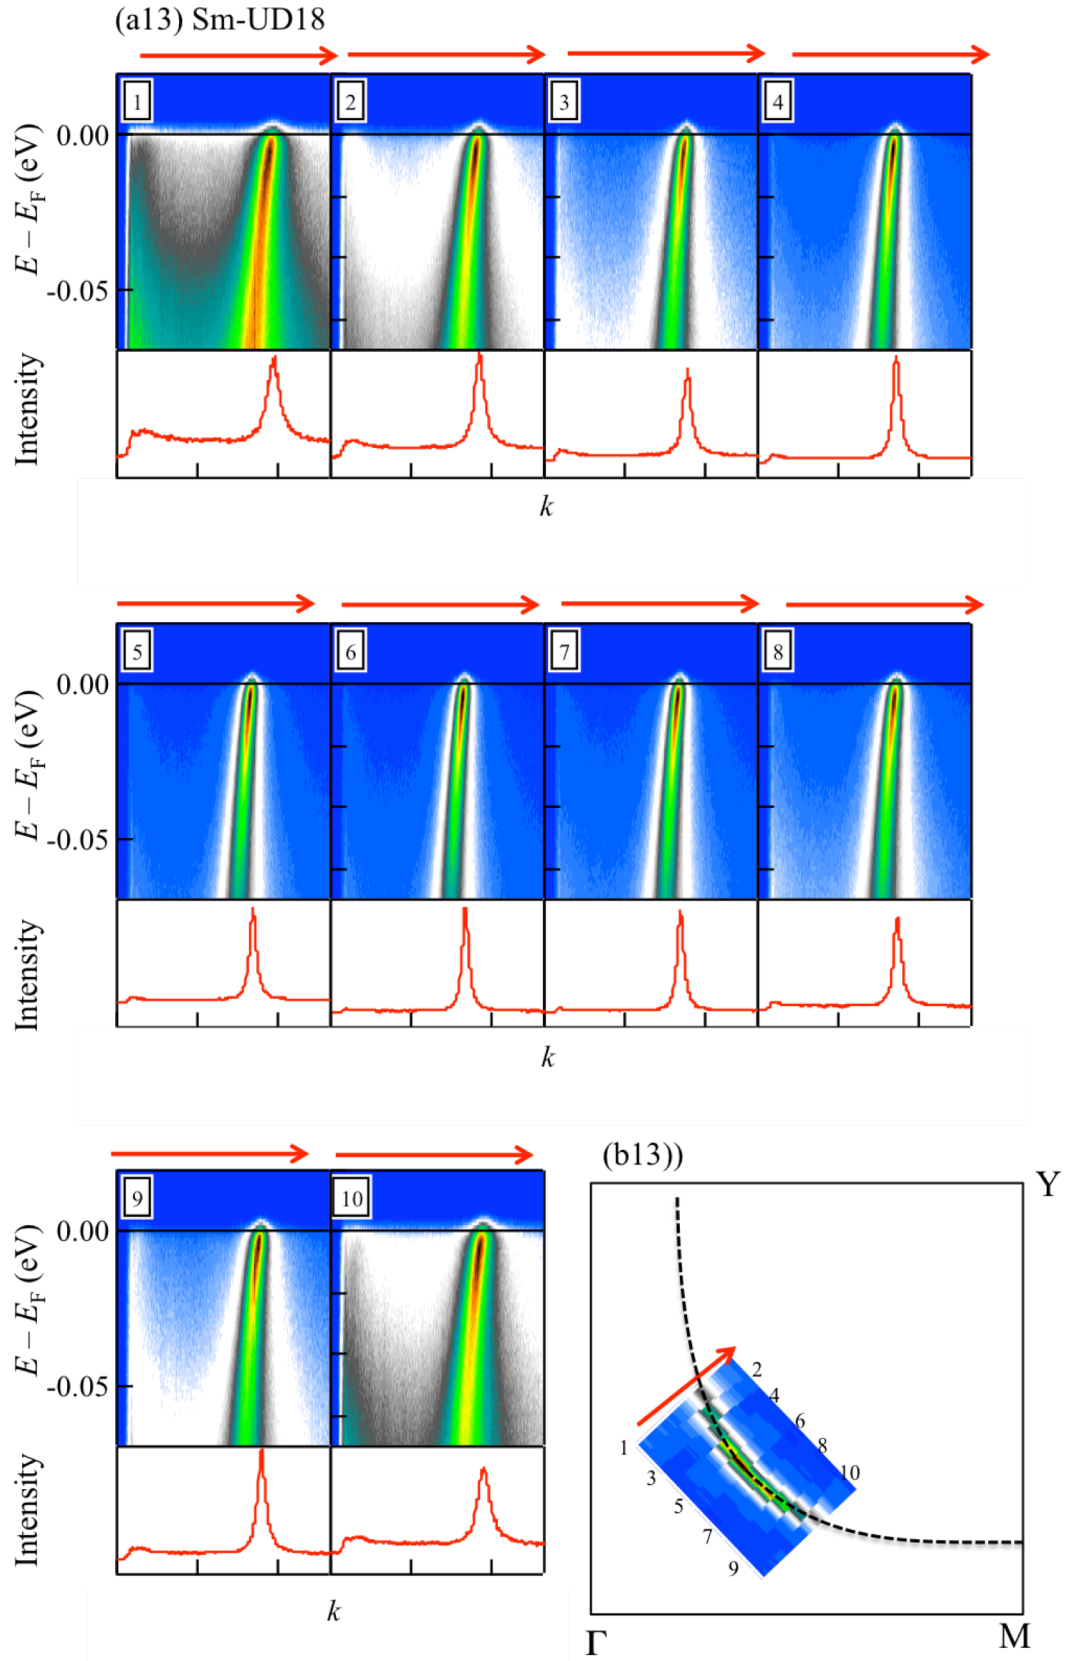 (a13) Sm-UD18
1 2 3 4
0.00
E − EF (eV)
-0.05
Intensity
k
5 6 7 8
0.00
E − EF (eV)
-0.05
Intensity
k
(b13))
9 10
0.00
E − EF (eV)
-0.05
Intensity
k
Y
2
4
6
8
10
1
3
5
7
9
Γ M